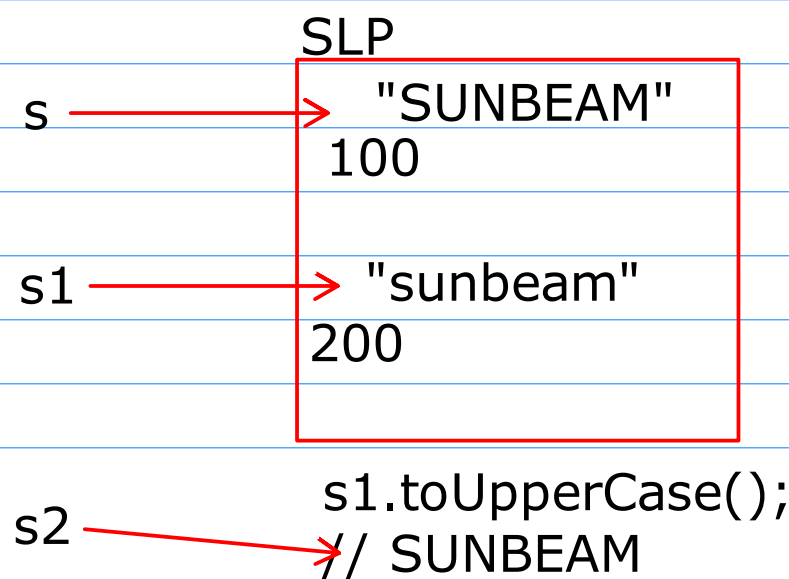 SLP
s "SUNBEAM"
100
s1 "sunbeam"
200
s1.toUpperCase();
s2
// SUNBEAM